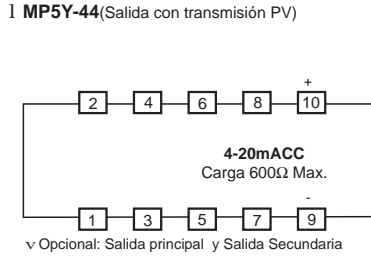 l MP5Y-44(Salida con transmisión PV)
+
2 4 6 8 10
4-20mACC
Carga 600Ω Max.
-
1 3 5 7 9
v Opcional: Salida principal y Salida Secundaria